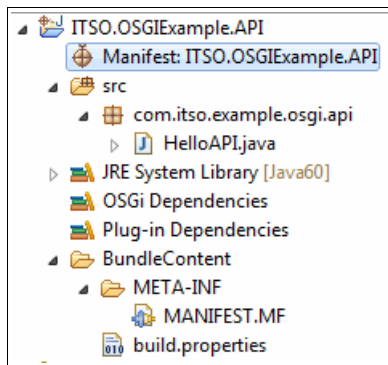 ITSO.OSGIExample.API
Manifest: ITSO.OSGIExample.API
src
com.itso.example.osgi.api
HelloAPI.java
JRE System Library [Java60]
OSGi Dependencies
Plug-in Dependencies
BundleContent
META-INF
MANIFEST.MF
build.properties